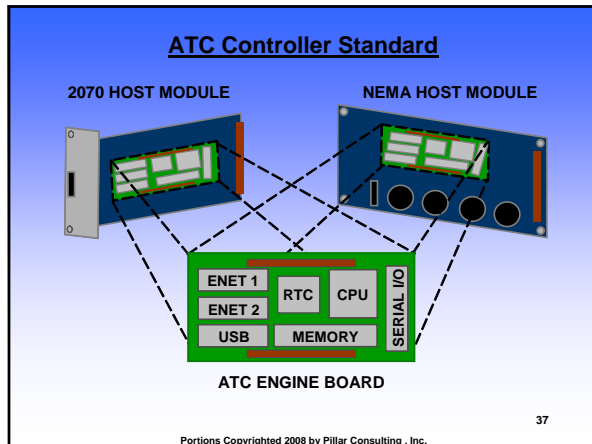 ATC Controller Standard
2070 HOST MODULE
NEMA HOST MODULE
ENET 1
ENET 2
USB
RTC
CPU
MEMORY
SERIAL I/O
ATC ENGINE BOARD
37
Portions Copyrighted 2008 by Pillar Consulting , Inc.